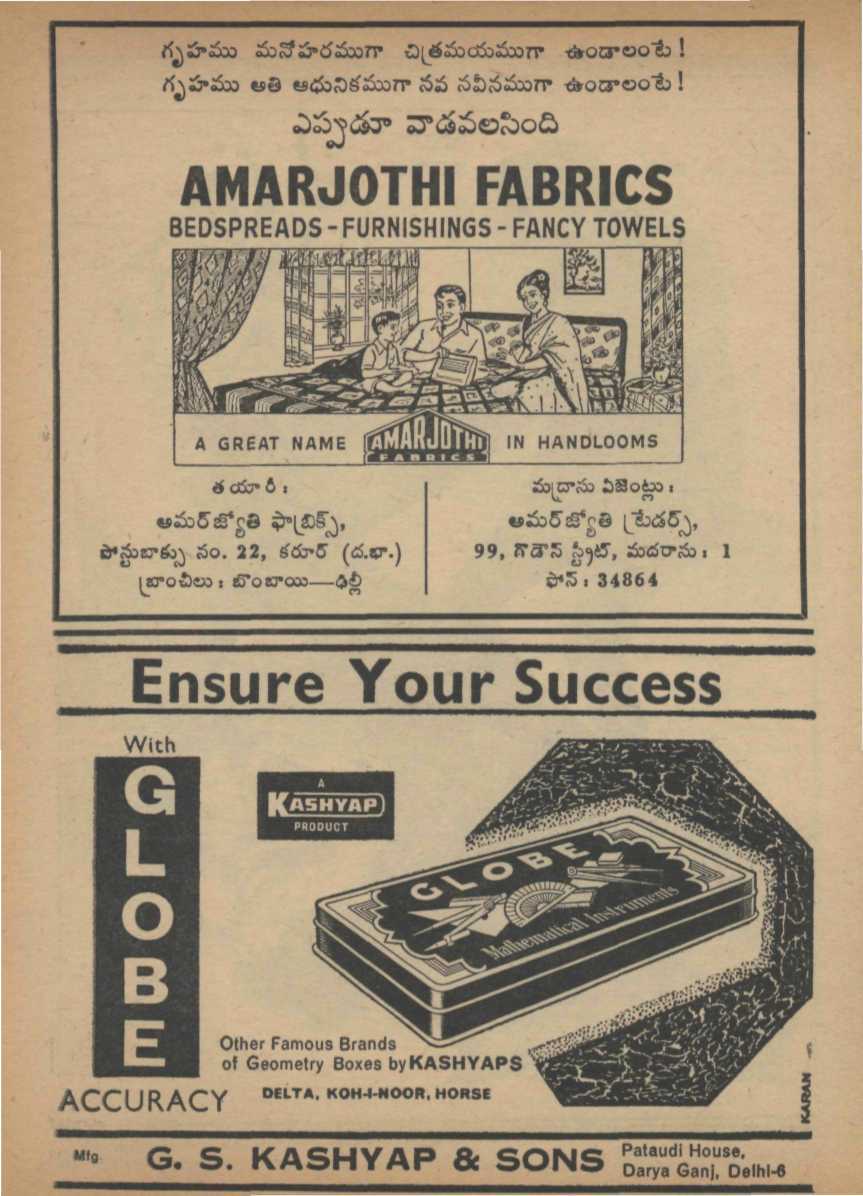 గృహము మనోహరముగా చిత్రమయముగా ఉండాలంటే!
గృహము అతి ఆధునికముగా నవ నవీనముగా ఉండాలంటే!
ఎప్పుడూ వాడవలసింది
AMARJOTHI FABRICS
BEDSPREADS - FURNISHINGS - FANCY TOWELS
A GREAT NAME AMARJOTHI FABRICS IN HANDLOOMS
తయారీ:
అమర్‌జ్యోతి ఫాబ్రిక్స్,
పోస్టుబాక్సు నం. 22, కరూర్ (ద.భా.)
బ్రాంచీలు: బొంబాయి—ఢిల్లీ
మద్రాసు ఏజెంట్లు:
అమర్‌జ్యోతి ట్రేడర్స్,
99, గొడౌన్ స్ట్రీట్, మదరాసు: 1
ఫోన్: 34864
Ensure Your Success
With
GLOBE
ACCURACY
A
KASHYAP
PRODUCT
GLOBE
Mathematical Instruments
Other Famous Brands
of Geometry Boxes by KASHYAPS
DELTA, KOH-I-NOOR, HORSE
KARAN
Mfg. G. S. KASHYAP & SONS Pataudi House,
Darya Ganj, Delhi-6